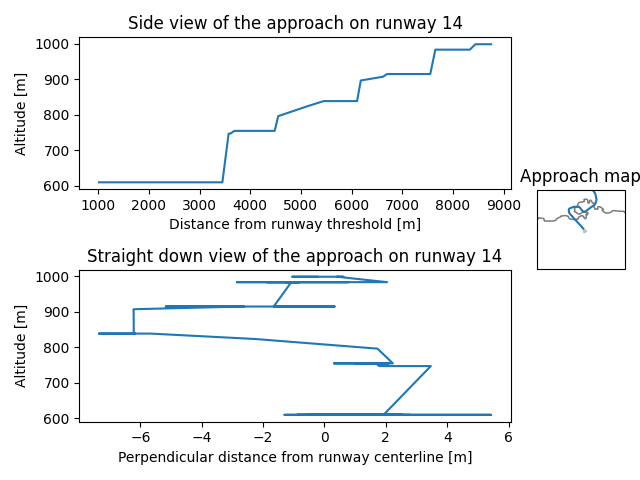 Side view of the approach on runway 14
Altitude [m]
1000
900
800
700
600
1000 2000 3000 4000 5000 6000 7000 8000 9000
Distance from runway threshold [m]
Approach map
Straight down view of the approach on runway 14
Altitude [m]
1000
900
800
700
600
−6 −4 −2 0 2 4 6
Perpendicular distance from runway centerline [m]